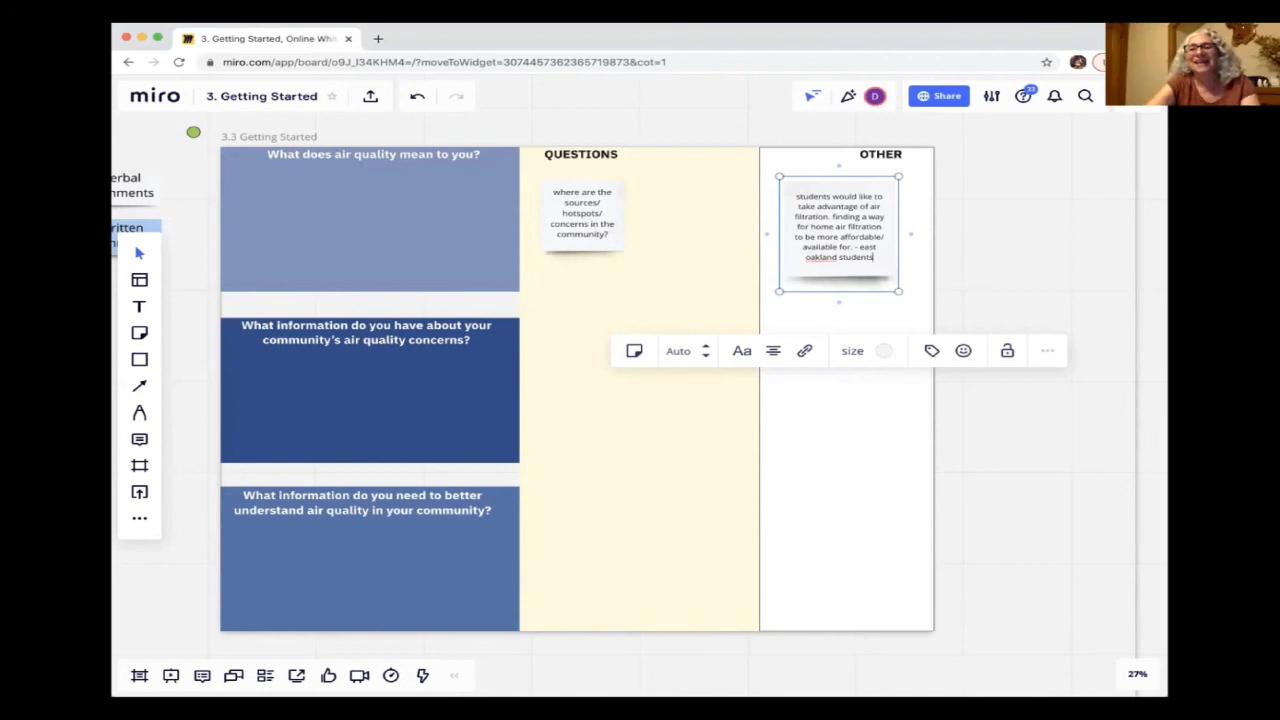 3. Getting Started, Online Whi
miro.com/app/board/o9J_l34KHM4=/?moveToWidget=3074457362365719873&cot=1
miro
3. Getting Started
D
Share
33
3.3 Getting Started
erbal
nments
ritten
What does air quality mean to you?
QUESTIONS
where are the
sources/
hotspots/
concerns in the
community?
OTHER
students would like to
take advantage of air
filtration. finding a way
for home air filtration
to be more affordable/
available for. - east
oakland students
What information do you have about your
community's air quality concerns?
Auto
Aa
size
What information do you need to better
understand air quality in your community?
27%